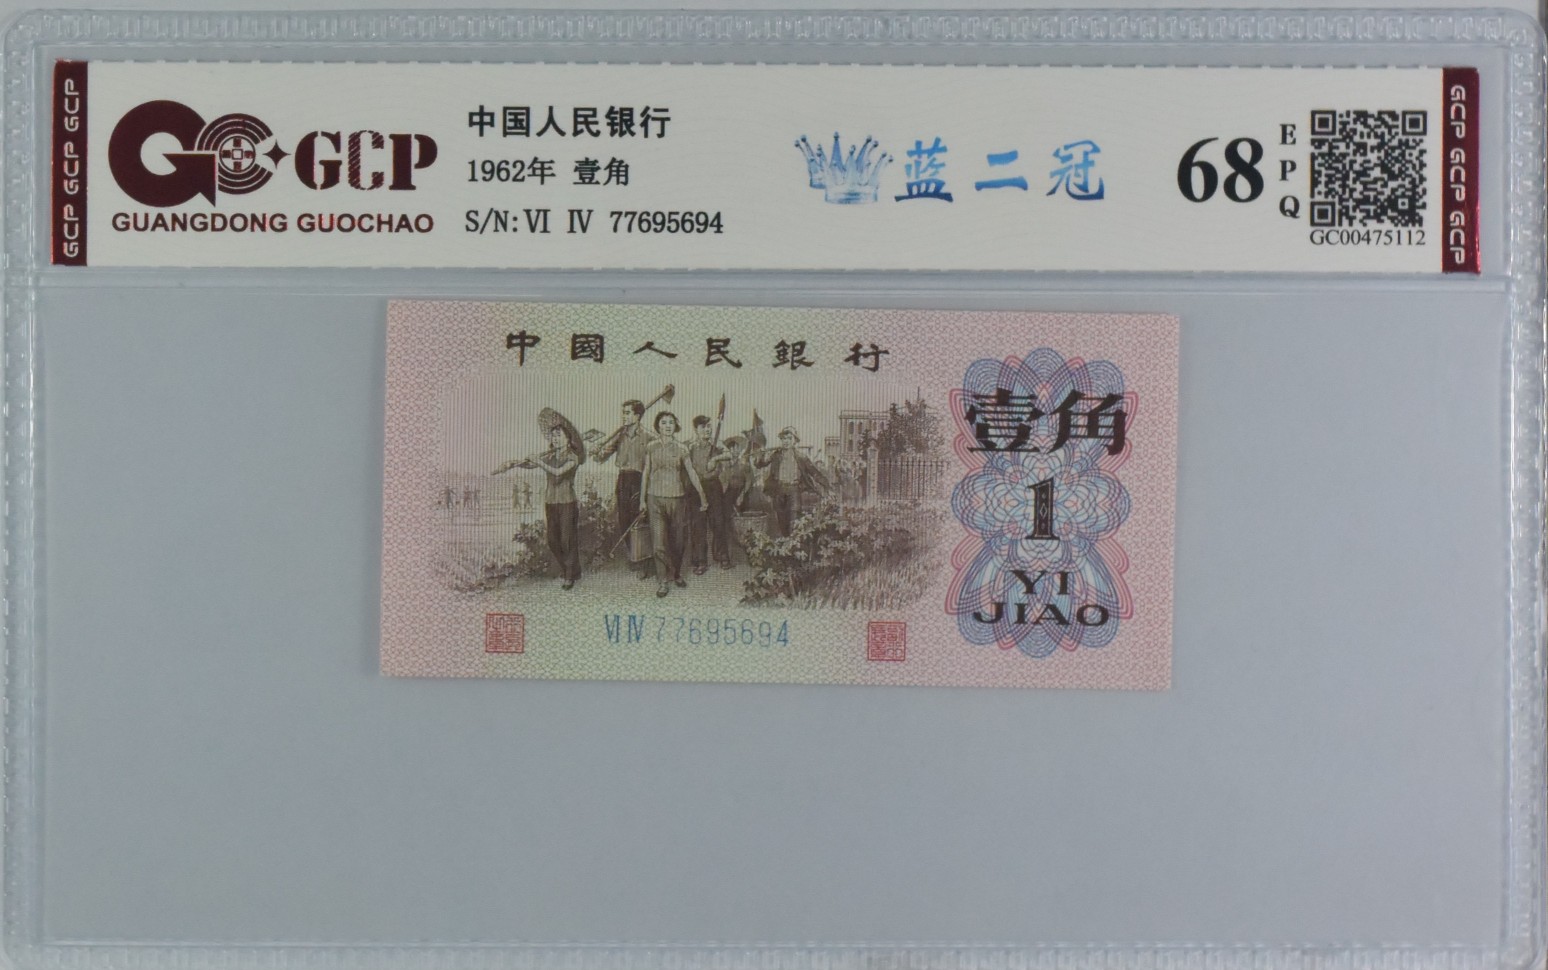 GCP GCP GCP
GCP
GUANGDONG GUOCHAO
中国人民银行
1962年 壹角
S/N: VI IV 77695694
蓝二冠
68
EPQ
GC00475112
GCP GCP GCP
中國人民銀行
壹角
1
YI
JIAO
VI IV 77695694